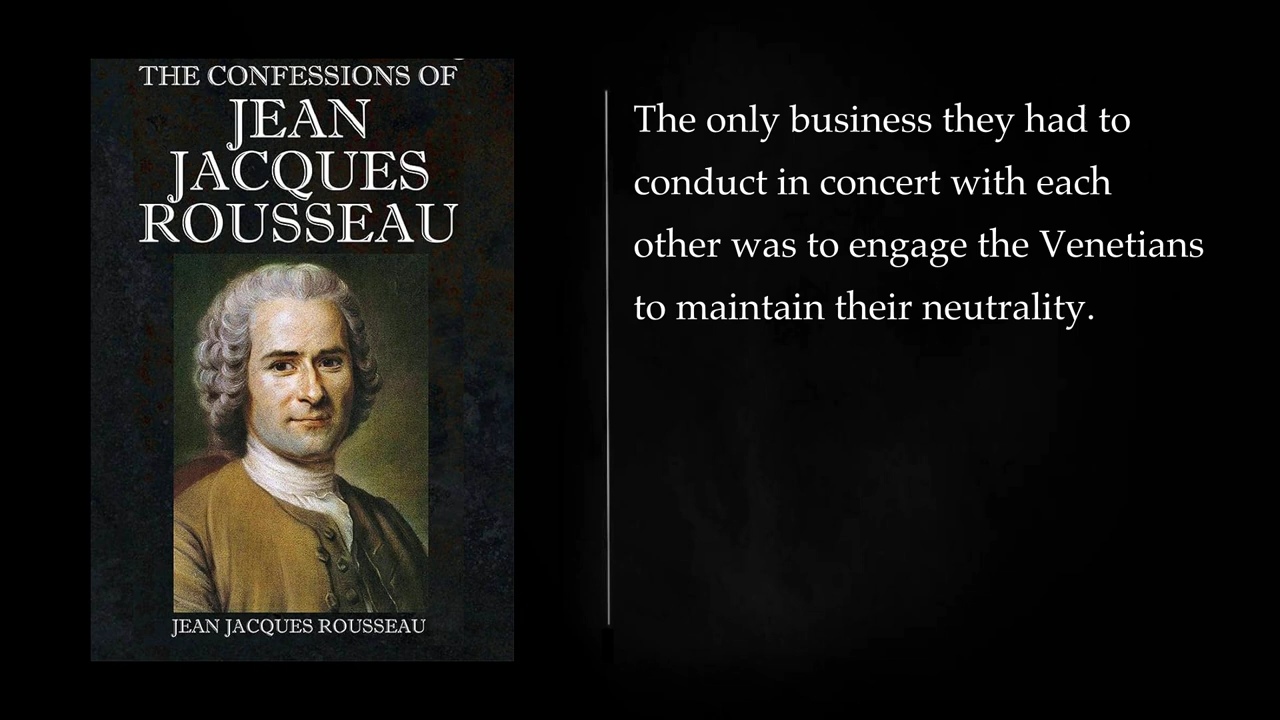 THE CONFESSIONS OF
JEAN
JACQUES
ROUSSEAU
JEAN JACQUES ROUSSEAU
The only business they had to
conduct in concert with each
other was to engage the Venetians
to maintain their neutrality.